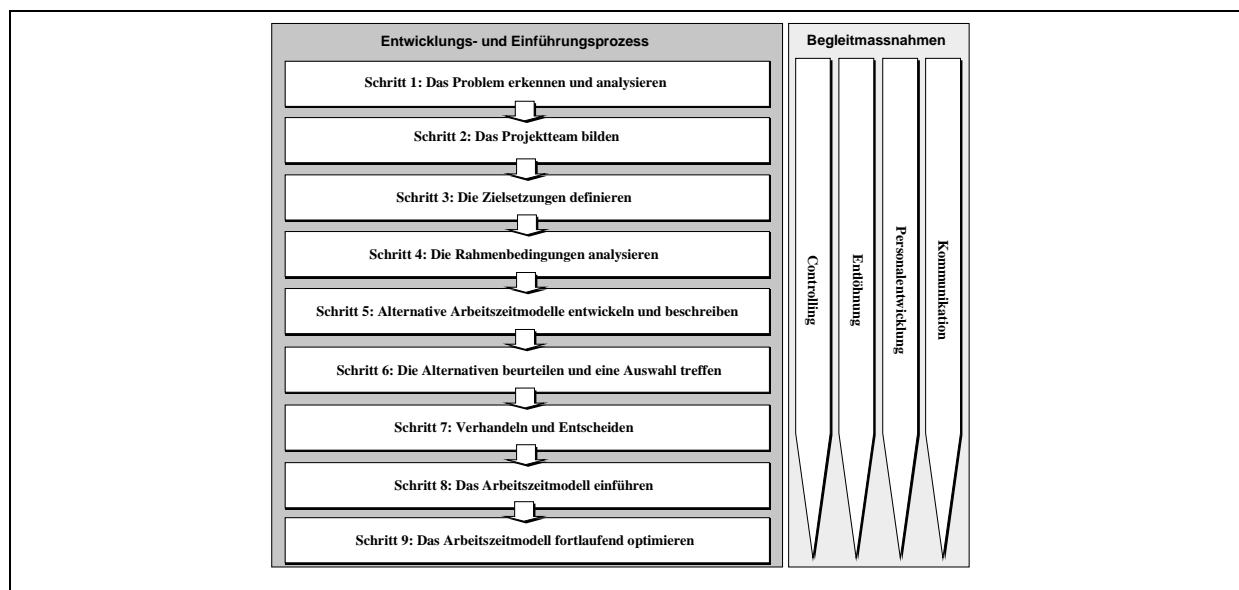 Entwicklungs- und Einführungsprozess
Schritt 1: Das Problem erkennen und analysieren
Schritt 2: Das Projektteam bilden
Schritt 3: Die Zielsetzungen definieren
Schritt 4: Die Rahmenbedingungen analysieren
Schritt 5: Alternative Arbeitszeitmodelle entwickeln und beschreiben
Schritt 6: Die Alternativen beurteilen und eine Auswahl treffen
Schritt 7: Verhandeln und Entscheiden
Schritt 8: Das Arbeitszeitmodell einführen
Schritt 9: Das Arbeitszeitmodell fortlaufend optimieren
Begleitmassnahmen
Controlling
Entlöhnung
Personalentwicklung
Kommunikation